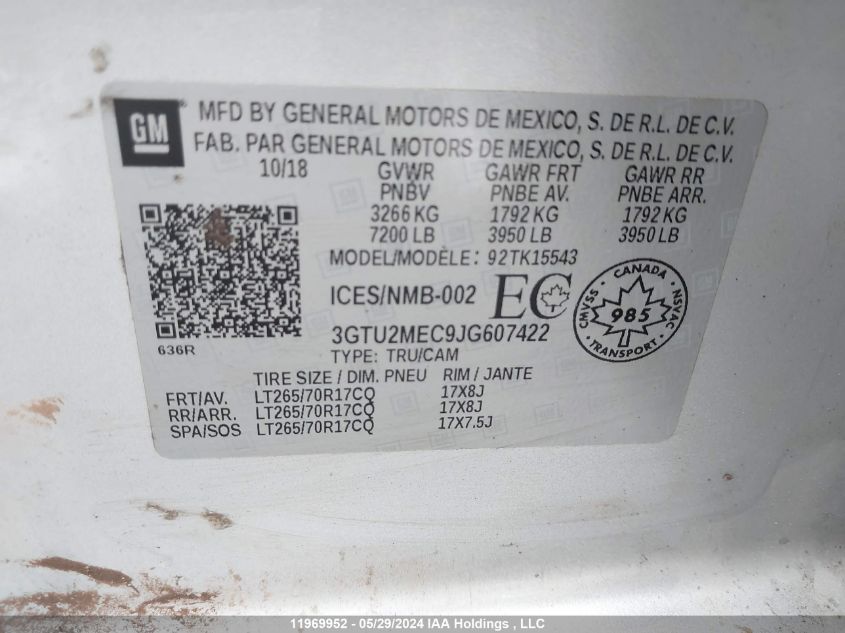 GM
MFD BY GENERAL MOTORS DE MEXICO, S. DE R.L. DE C.V.
FAB. PAR GENERAL MOTORS DE MEXICO, S. DE R.L. DE C.V.
10/18 GVWR GAWR FRT GAWR RR
PNBV PNBE AV. PNBE ARR.
3266 KG 1792 KG 1792 KG
7200 LB 3950 LB 3950 LB
MODEL/MODÈLE: 92TK15543
ICES/NMB-002 EC
3GTU2MEC9JG607422
CANADA
CMVSS 985 NSVAC
TRANSPORT
636R
TYPE: TRU/CAM
TIRE SIZE / DIM. PNEU RIM / JANTE
FRT/AV. LT265/70R17CQ 17X8J
RR/ARR. LT265/70R17CQ 17X8J
SPA/SOS LT265/70R17CQ 17X7.5J
11969952 - 05/29/2024 IAA Holdings , LLC